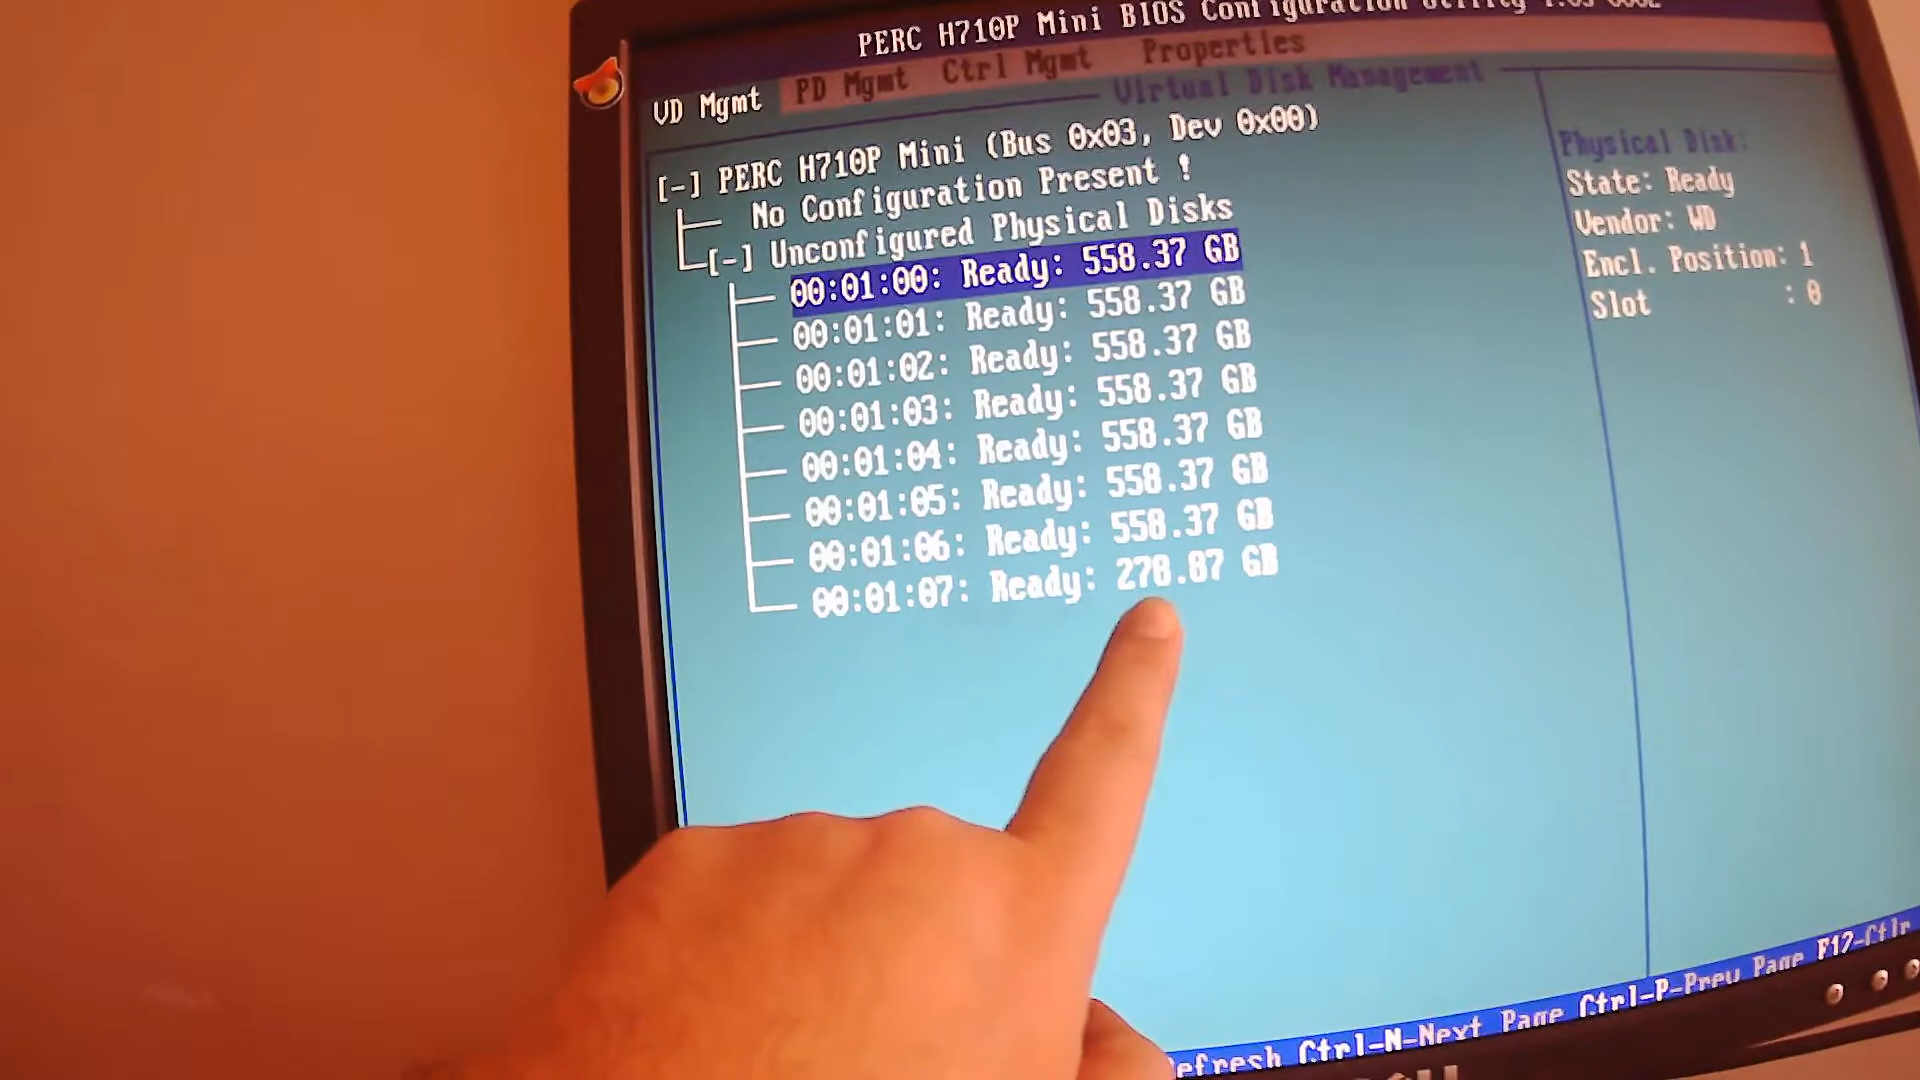 PERC H710P Mini BIOS Configuration Utility
VD Mgmt PD Mgmt Ctrl Mgmt Properties
Virtual Disk Management
[-] PERC H710P Mini (Bus 0x03, Dev 0x00)
No Configuration Present !
[-] Unconfigured Physical Disks
00:01:00: Ready: 558.37 GB
00:01:01: Ready: 558.37 GB
00:01:02: Ready: 558.37 GB
00:01:03: Ready: 558.37 GB
00:01:04: Ready: 558.37 GB
00:01:05: Ready: 558.37 GB
00:01:06: Ready: 558.37 GB
00:01:07: Ready: 278.87 GB
Physical Disk:
State: Ready
Vendor: WD
Encl. Position: 1
Slot : 0
efresh Ctrl-N-Next Page Ctrl-P-Prev Page F12-Ctlr